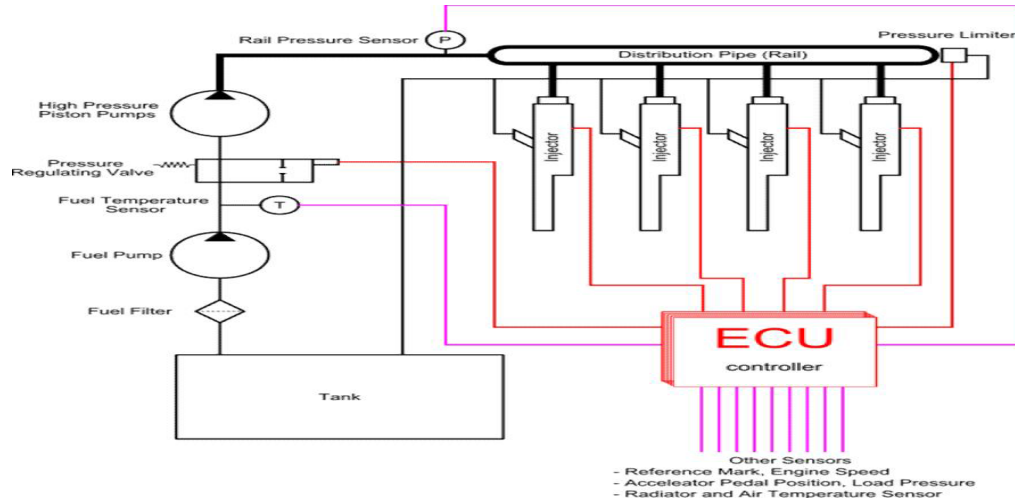 Rail Pressure Sensor
P
Pressure Limiter
Distribution Pipe (Rail)
High Pressure
Piston Pumps
Injector
Injector
Injector
Injector
Pressure
Regulating Valve
Fuel Temperature
Sensor
T
Fuel Pump
Fuel Filter
ECU
controller
Tank
Other Sensors
- Reference Mark, Engine Speed
- Acceleator Pedal Position, Load Pressure
- Radiator and Air Temperature Sensor